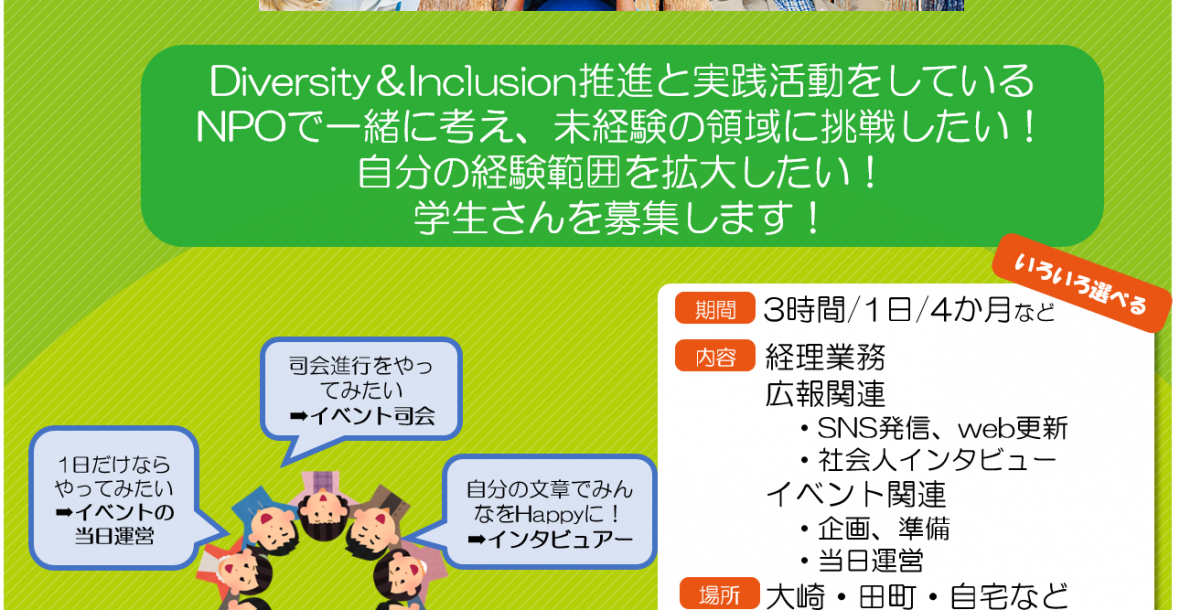 Diversity＆Inclusion推進と実践活動をしている
NPOで一緒に考え、未経験の領域に挑戦したい！
自分の経験範囲を拡大したい！
学生さんを募集します！
いろいろ選べる
期間 3時間/1日/4か月など
内容 経理業務
広報関連
・SNS発信、web更新
・社会人インタビュー
イベント関連
・企画、準備
・当日運営
場所 大崎・田町・自宅など
司会進行をやっ
てみたい
➡イベント司会
1日だけなら
やってみたい
➡イベントの
当日運営
自分の文章でみん
なをHappyに！
➡インタビュアー